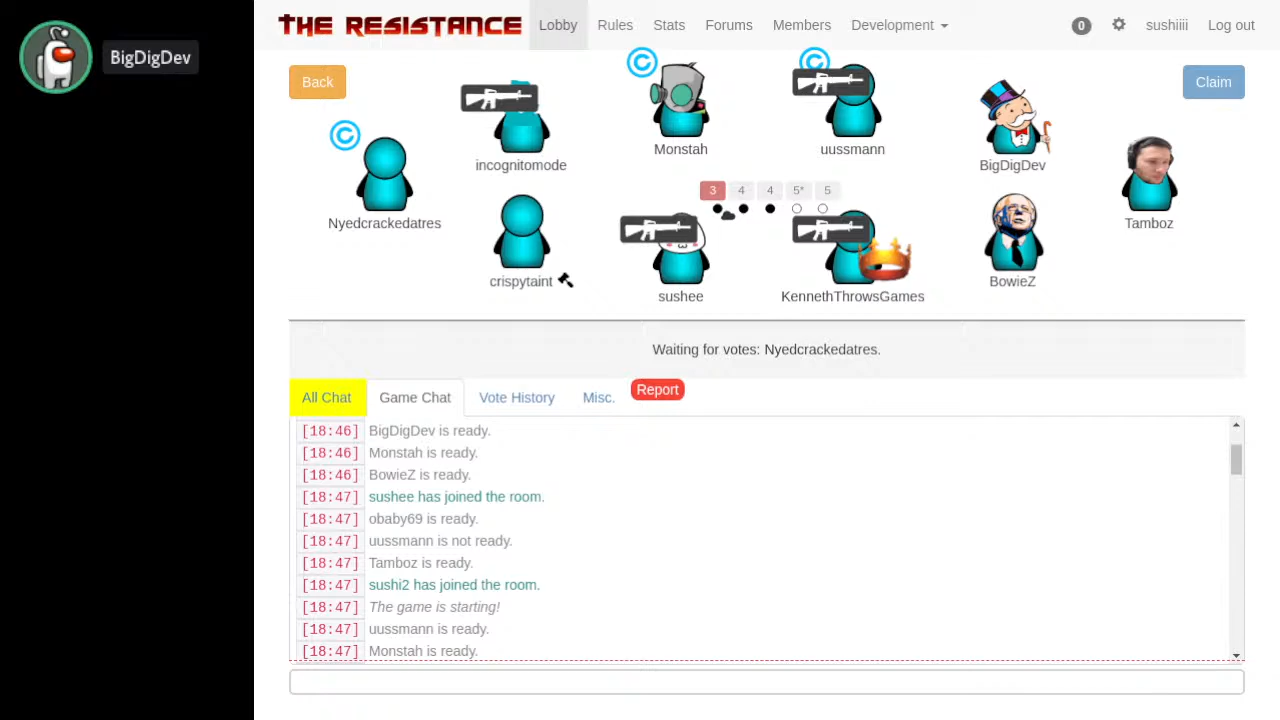 BigDigDev
THE RESISTANCE
Lobby
Rules
Stats
Forums
Members
Development
0
sushiiii
Log out
Back
Claim
Nyedcrackedatres
incognitomode
Monstah
uussmann
BigDigDev
Tamboz
crispytaint
sushee
KennethThrowsGames
BowieZ
3 4 4 5* 5
Waiting for votes: Nyedcrackedatres.
All Chat
Game Chat
Vote History
Misc.
Report
[18:46] BigDigDev is ready.
[18:46] Monstah is ready.
[18:46] BowieZ is ready.
[18:47] sushee has joined the room.
[18:47] obaby69 is ready.
[18:47] uussmann is not ready.
[18:47] Tamboz is ready.
[18:47] sushi2 has joined the room.
[18:47] The game is starting!
[18:47] uussmann is ready.
[18:47] Monstah is ready.